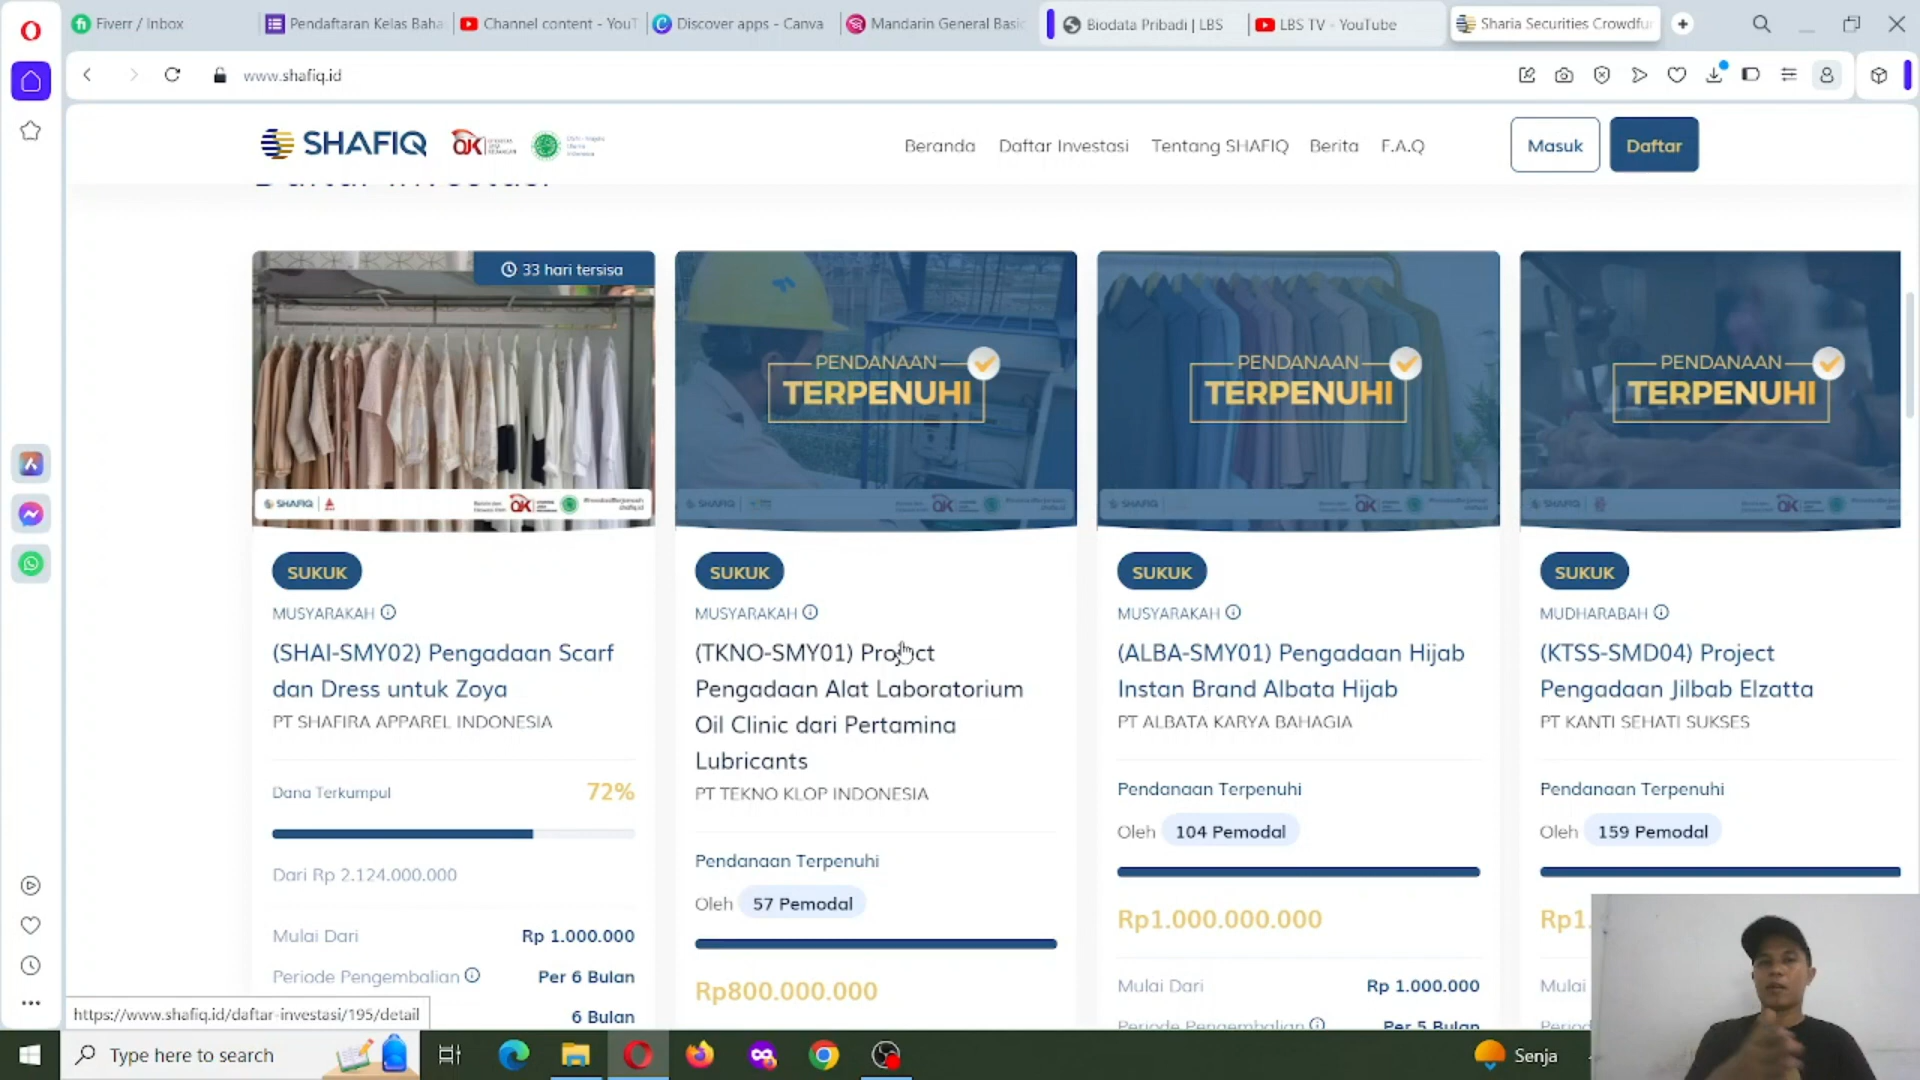 Fiverr / Inbox
Pendaftaran Kelas Baha
Channel content - YouT
Discover apps - Canva
Mandarin General Basic
Biodata Pribadi | LBS
LBS TV - YouTube
Sharia Securities Crowdfu
www.shafiq.id
SHAFIQ
Beranda
Daftar Investasi
Tentang SHAFIQ
Berita
F.A.Q
Masuk
Daftar
Daftar Investasi
33 hari tersisa
SUKUK
MUSYARAKAH
(SHAI-SMY02) Pengadaan Scarf
dan Dress untuk Zoya
PT SHAFIRA APPAREL INDONESIA
Dana Terkumpul
72%
Dari Rp 2.124.000.000
Mulai Dari
Rp 1.000.000
Periode Pengembalian
Per 6 Bulan
6 Bulan
PENDANAAN
TERPENUHI
SUKUK
MUSYARAKAH
(TKNO-SMY01) Project
Pengadaan Alat Laboratorium
Oil Clinic dari Pertamina
Lubricants
PT TEKNO KLOP INDONESIA
Pendanaan Terpenuhi
Oleh 57 Pemodal
Rp800.000.000
PENDANAAN
TERPENUHI
SUKUK
MUSYARAKAH
(ALBA-SMY01) Pengadaan Hijab
Instan Brand Albata Hijab
PT ALBATA KARYA BAHAGIA
Pendanaan Terpenuhi
Oleh 104 Pemodal
Rp1.000.000.000
Mulai Dari
Rp 1.000.000
Periode Pengembalian
Per 5 Bulan
PENDANAAN
TERPENUHI
SUKUK
MUDHARABAH
(KTSS-SMD04) Project
Pengadaan Jilbab Elzatta
PT KANTI SEHATI SUKSES
Pendanaan Terpenuhi
Oleh 159 Pemodal
Rp1.
Mulai
https://www.shafiq.id/daftar-investasi/195/detail
Type here to search
Senja